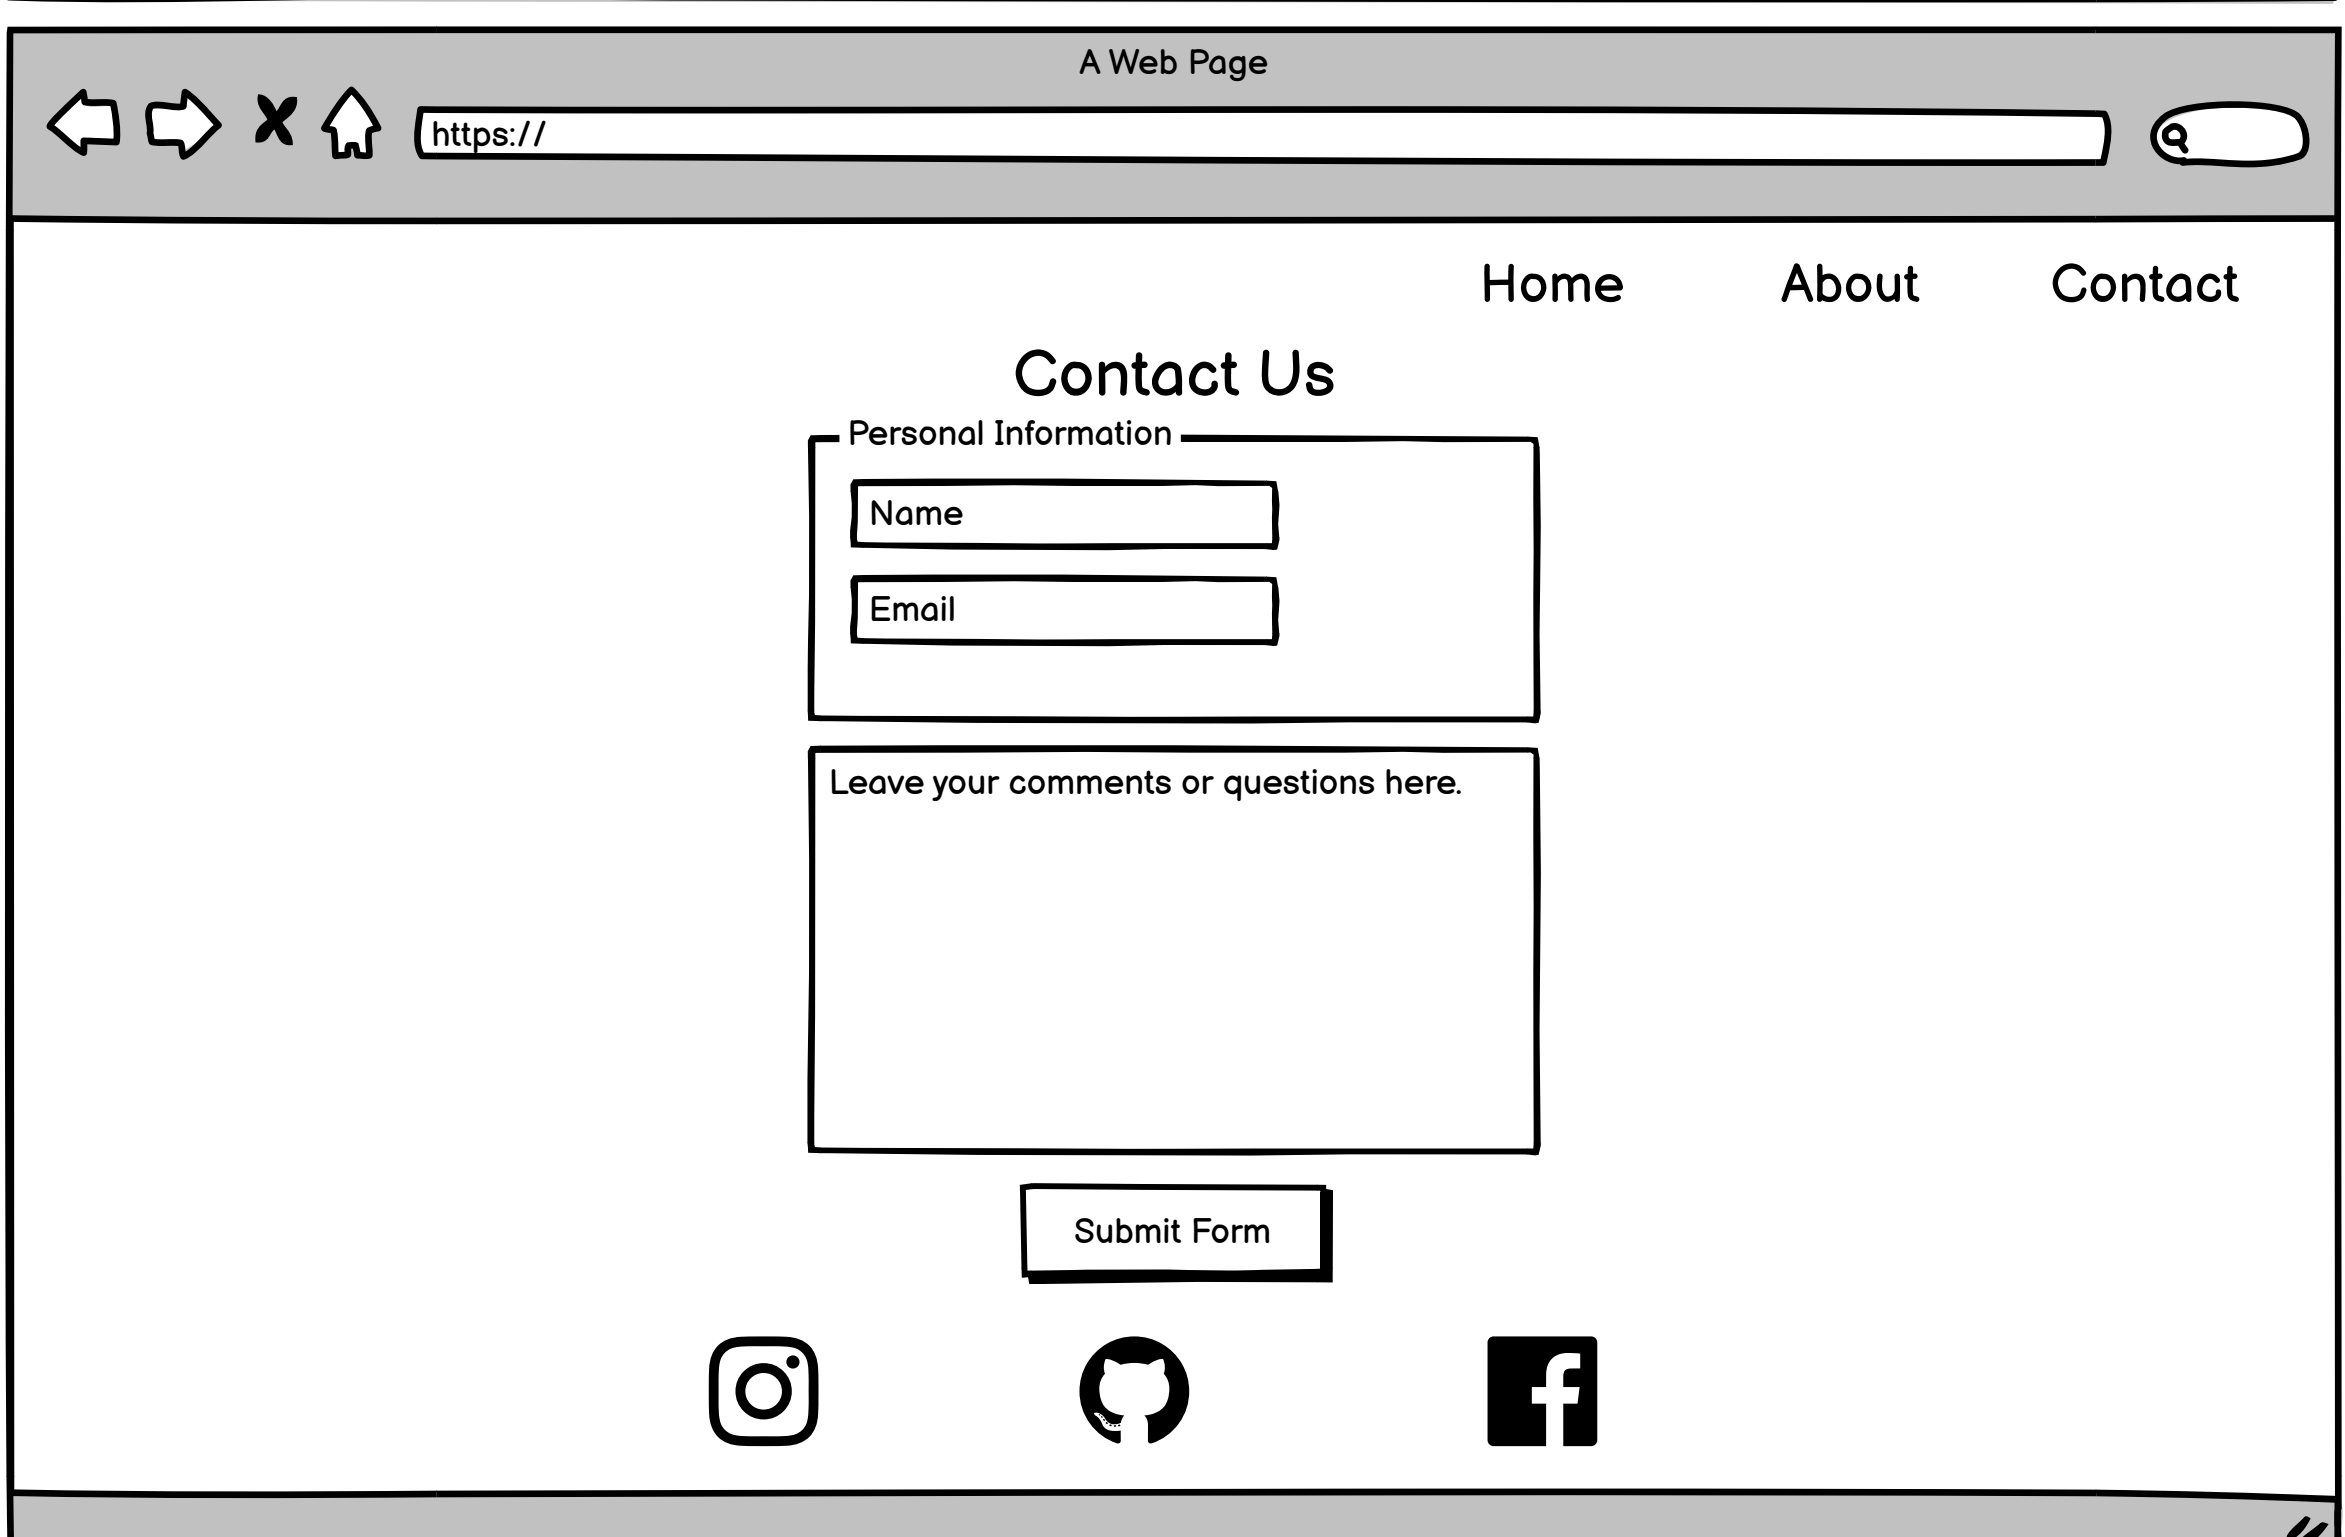 A Web Page
https://
Home About Contact
Contact Us
Personal Information
Name
Email
Leave your comments or questions here.
Submit Form